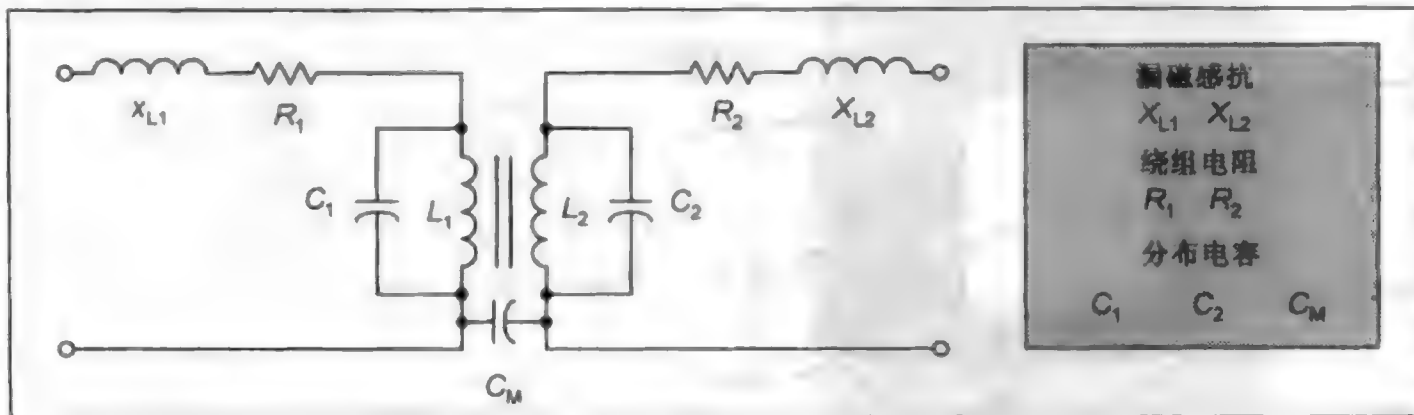 X_L1 R_1 R_2 X_L2
C_1 L_1 L_2 C_2
C_M
漏磁感抗
X_L1 X_L2
绕组电阻
R_1 R_2
分布电容
C_1 C_2 C_M